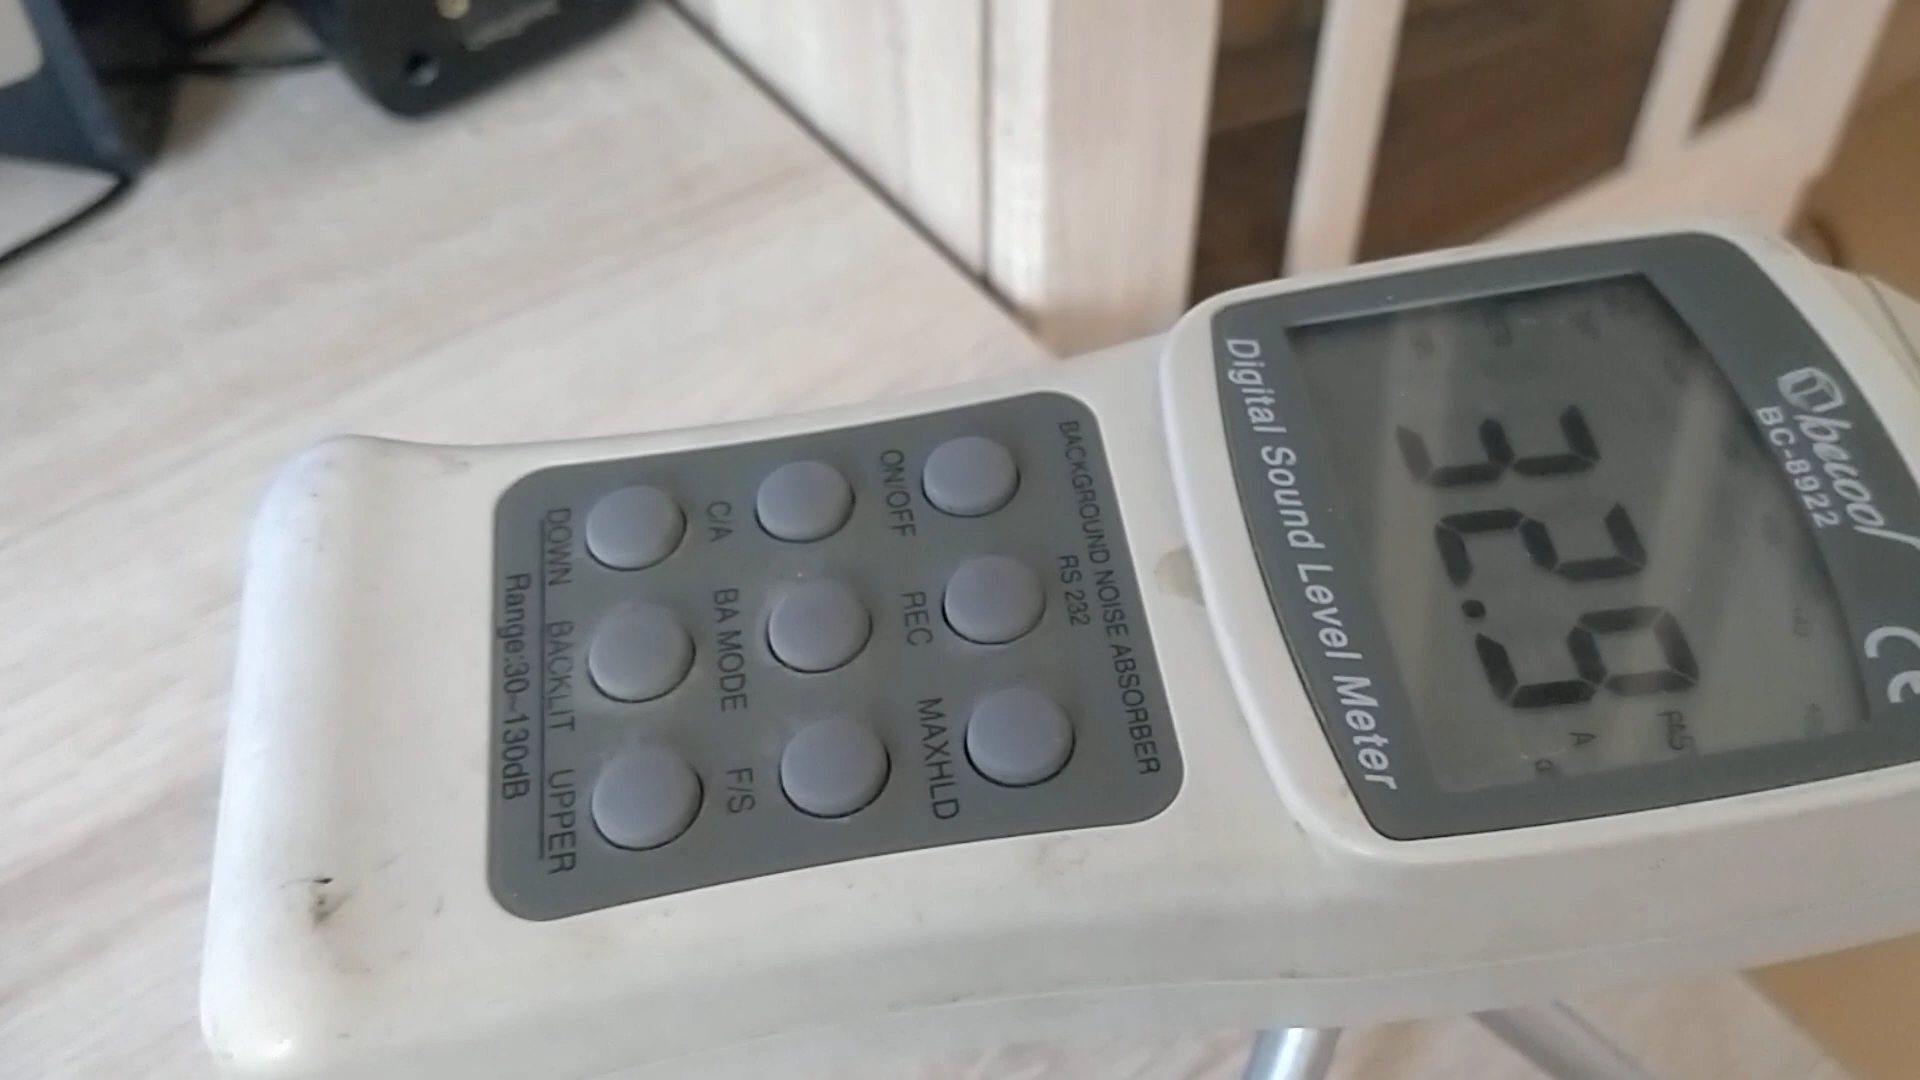 BC-8922
CE
32.9
FAST
A
Digital Sound Level Meter
BACKGROUND NOISE ABSORBER
RS 232
ON/OFF REC MAXHLD
C/A BA MODE F/S
DOWN BACKLIT UPPER
Range:30~130dB